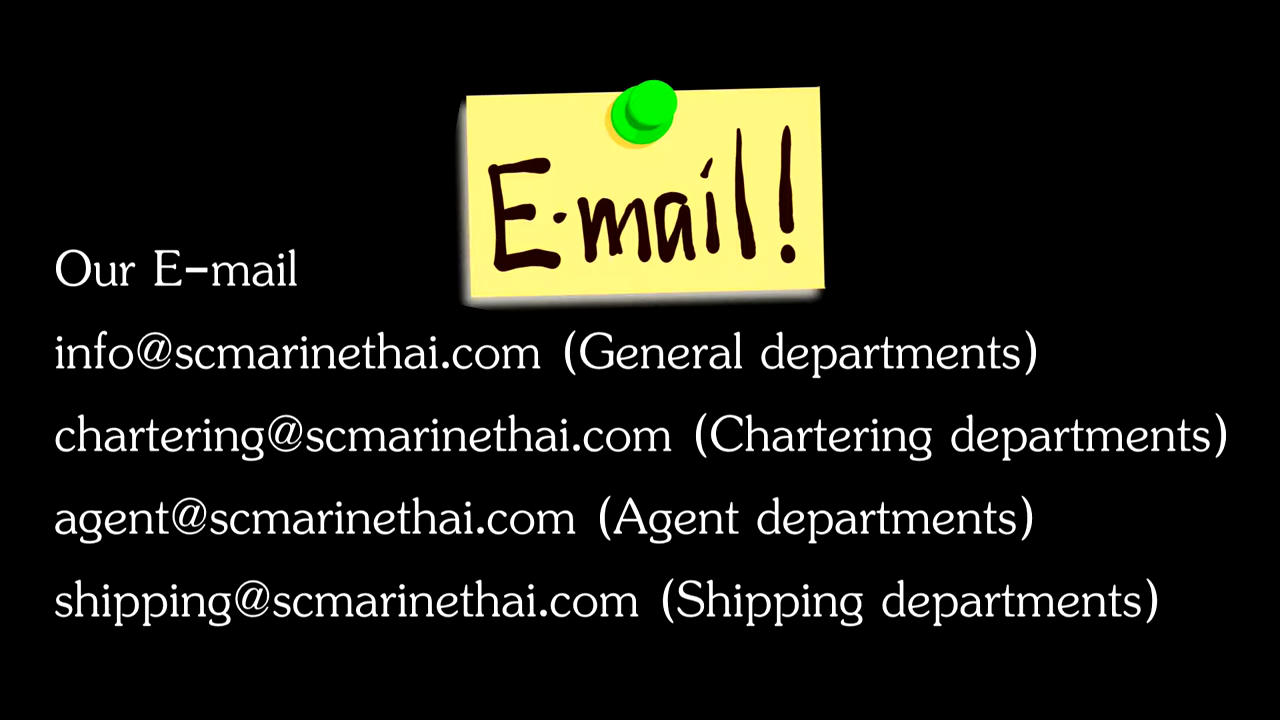 E-mail!
Our E-mail
info@scmarinethai.com (General departments)
chartering@scmarinethai.com (Chartering departments)
agent@scmarinethai.com (Agent departments)
shipping@scmarinethai.com (Shipping departments)